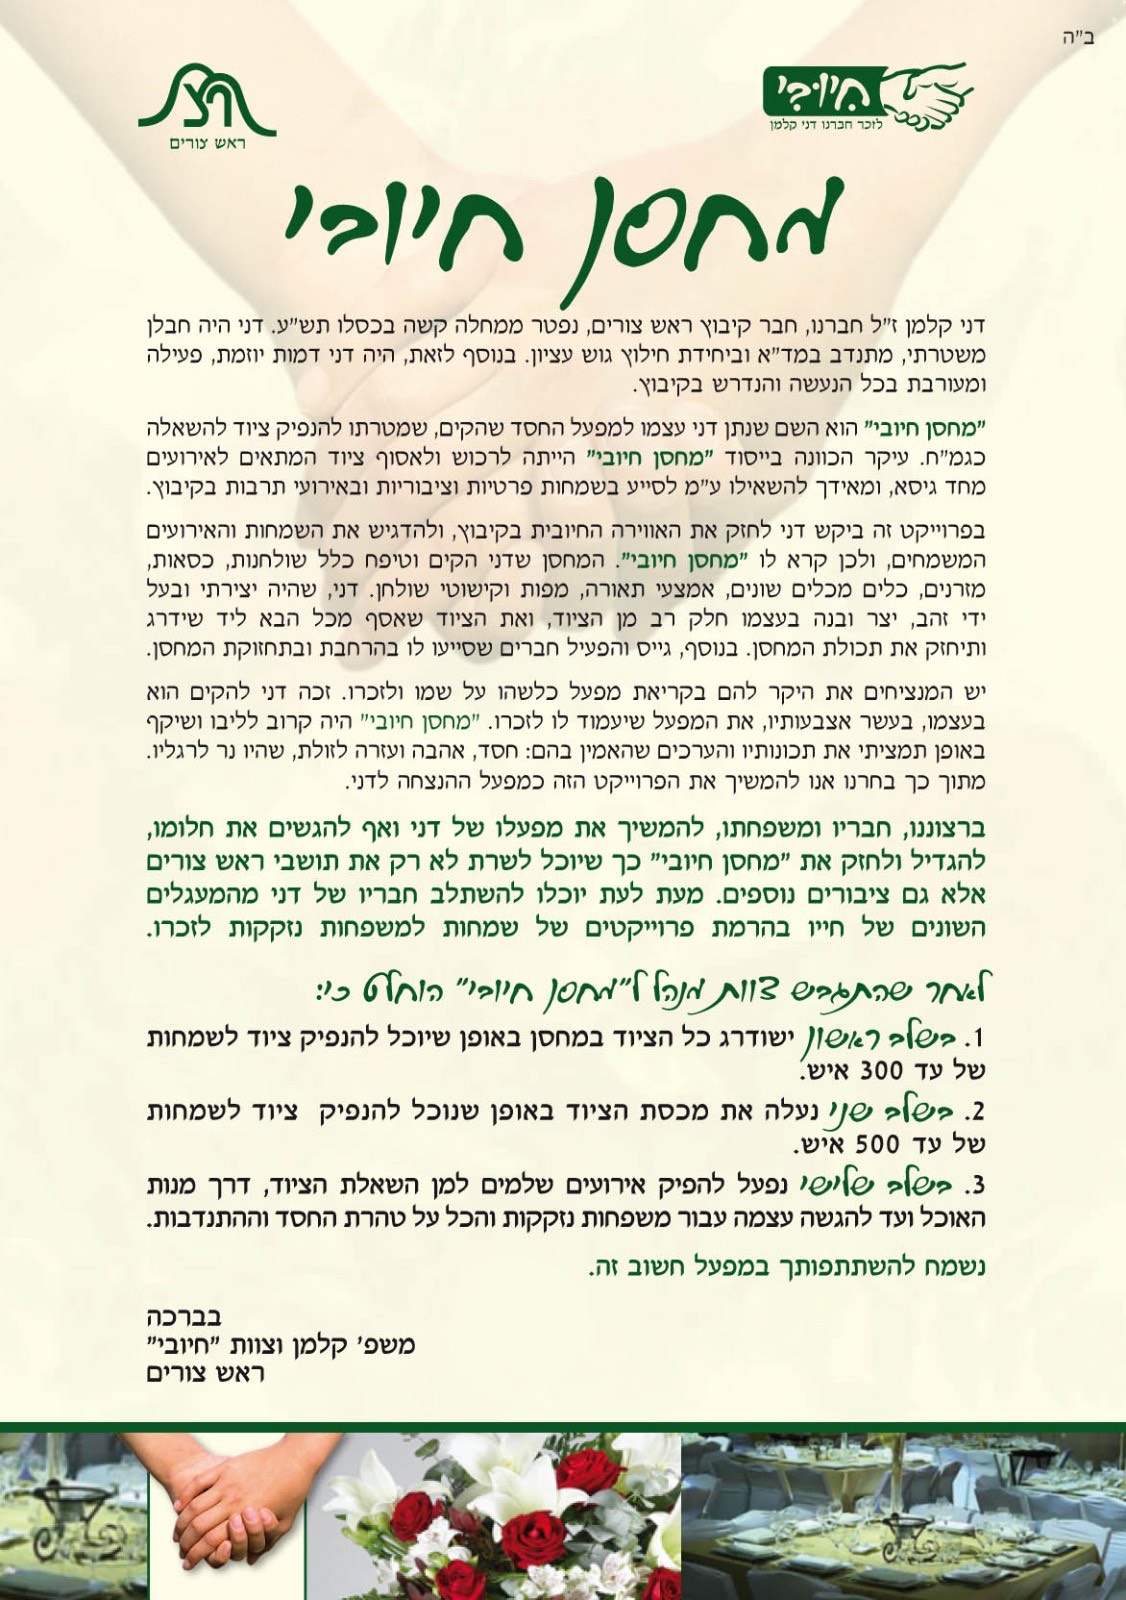 ב"ה
חיובי
לזכר חברנו דני קלמן
רצ
ראש צורים
מחסן חיובי
דני קלמן ז"ל חברנו, חבר קיבוץ ראש צורים, נפטר ממחלה קשה בכסלו תש"ע. דני היה חבלן
משטרתי, מתנדב במד"א וביחידת חילוץ גוש עציון. בנוסף לזאת, היה דני דמות יוזמת, פעילה
ומעורבת בכל הנעשה והנדרש בקיבוץ.
"מחסן חיובי" הוא השם שנתן דני עצמו למפעל החסד שהקים, שמטרתו להנפיק ציוד להשאלה
כגמ"ח. עיקר הכוונה בייסוד "מחסן חיובי" הייתה לרכוש ולאסוף ציוד המתאים לאירועים
מחד גיסא, ומאידך להשאילו ע"מ לסייע בשמחות פרטיות וציבוריות ובאירועי תרבות בקיבוץ.
בפרוייקט זה ביקש דני לחזק את האווירה החיובית בקיבוץ, ולהדגיש את השמחות והאירועים
המשמחים, ולכן קרא לו "מחסן חיובי". המחסן שדני הקים וטיפח כלל שולחנות, כסאות,
מזרנים, כלים מכלים שונים, אמצעי תאורה, מפות וקישוטי שולחן. דני, שהיה יצירתי ובעל
ידי זהב, יצר ובנה בעצמו חלק רב מן הציוד, ואת הציוד שאסף מכל הבא ליד שידרג
ותיחזק את תכולת המחסן. בנוסף, גייס והפעיל חברים שסייעו לו בהרחבת ובתחזוקת המחסן.
יש המנציחים את היקר להם בקריאת מפעל כלשהו על שמו ולזכרו. זכה דני להקים הוא
בעצמו, בעשר אצבעותיו, את המפעל שיעמוד לו לזכרו. "מחסן חיובי" היה קרוב לליבו ושיקף
באופן תמציתי את תכונותיו והערכים שהאמין בהם: חסד, אהבה ועזרה לזולת, שהיו נר לרגליו.
מתוך כך בחרנו אנו להמשיך את הפרוייקט הזה כמפעל ההנצחה לדני.
ברצוננו, חבריו ומשפחתו, להמשיך את מפעלו של דני ואף להגשים את חלומו,
להגדיל ולחזק את "מחסן חיובי" כך שיוכל לשרת לא רק את תושבי ראש צורים
אלא גם ציבורים נוספים. מעת לעת יוכלו להשתלב חבריו של דני מהמעגלים
השונים של חייו בהרמת פרוייקטים של שמחות למשפחות נזקקות לזכרו.
לאחר שהתגבש צוות מנהל ל"מחסן חיובי" הוחלט כי:
1. בשלב ראשון ישודרג כל הציוד במחסן באופן שיוכל להנפיק ציוד לשמחות
של עד 300 איש.
2. בשלב שני נעלה את מכסת הציוד באופן שנוכל להנפיק ציוד לשמחות
של עד 500 איש.
3. בשלב שלישי נפעל להפיק אירועים שלמים למן השאלת הציוד, דרך מנות
האוכל ועד להגשה עצמה עבור משפחות נזקקות והכל על טהרת החסד וההתנדבות.
נשמח להשתתפותך במפעל חשוב זה.
בברכה
משפ' קלמן וצוות "חיובי"
ראש צורים